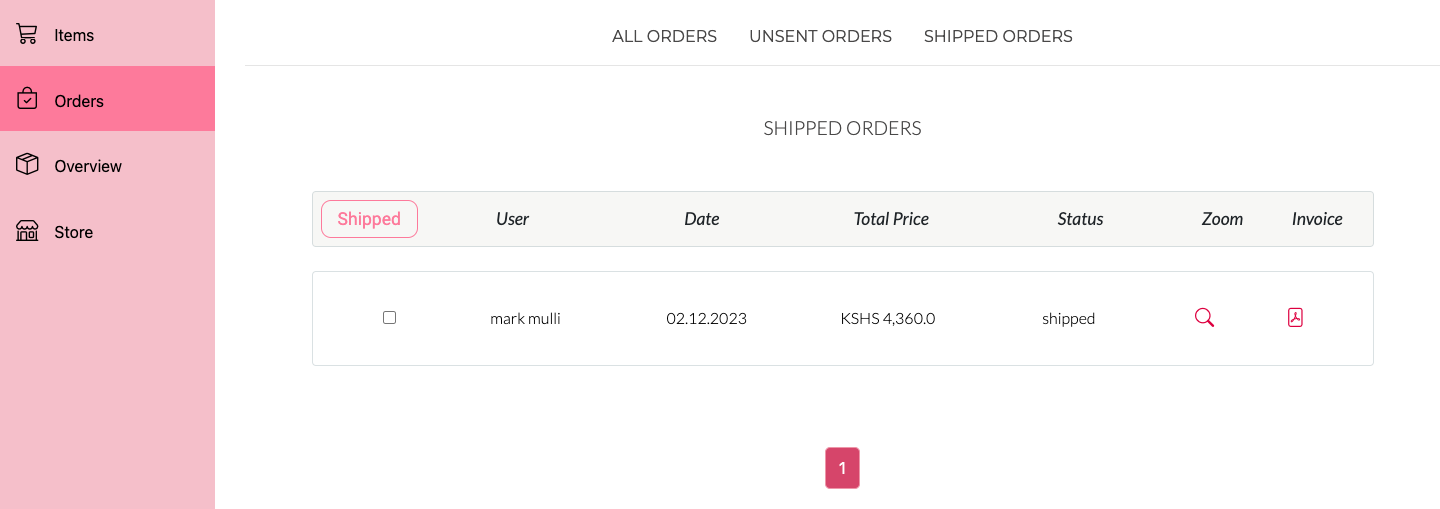 Items
Orders
Overview
Store
ALL ORDERS UNSENT ORDERS SHIPPED ORDERS
SHIPPED ORDERS
Shipped User Date Total Price Status Zoom Invoice
mark mulli 02.12.2023 KSHS 4,360.0 shipped
1